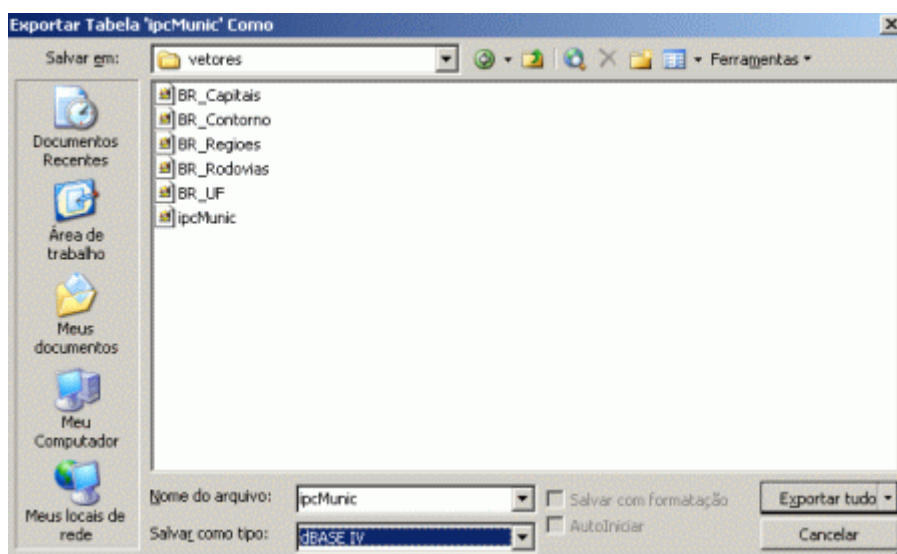 Exportar Tabela 'ipcMunic' Como
Salvar em:
vetores
Ferramentas
BR_Capitais
BR_Contorno
BR_Regioes
BR_Rodovias
BR_UF
ipcMunic
Documentos
Recentes
Área de
trabalho
Meus
documentos
Meu
Computador
Meus locais de
rede
Nome do arquivo:
ipcMunic
Salvar com formatação
Exportar tudo
Salvar como tipo:
dBASE IV
AutoIniciar
Cancelar